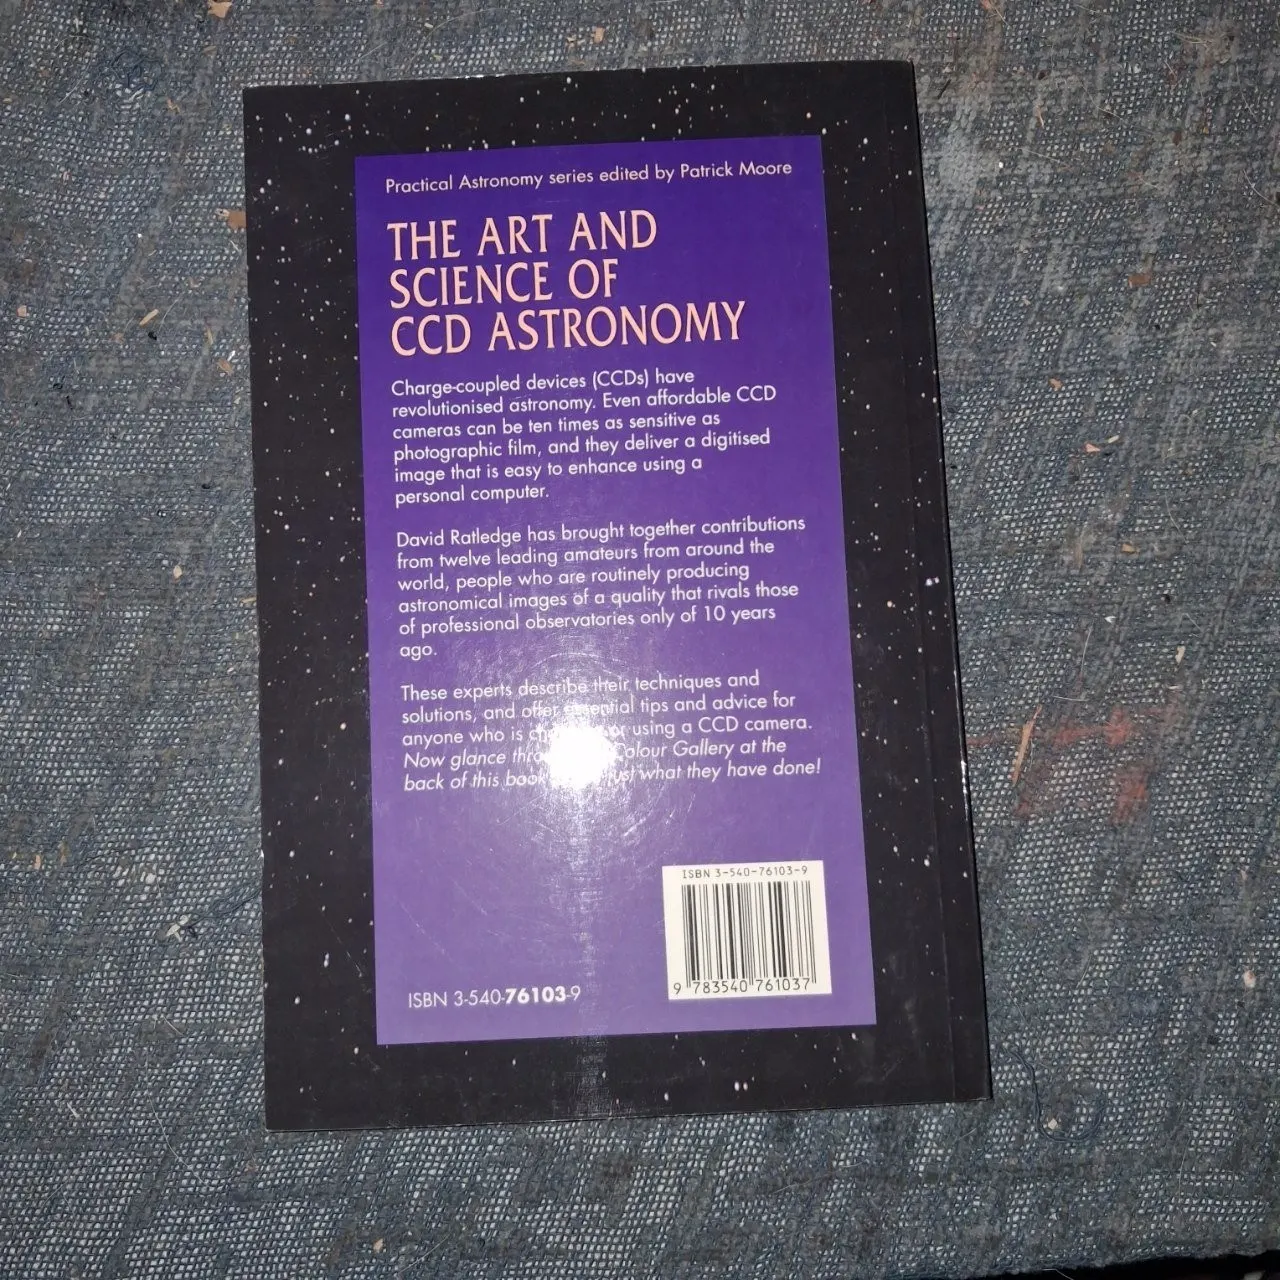 Practical Astronomy series edited by Patrick Moore
THE ART AND
SCIENCE OF
CCD ASTRONOMY
Charge-coupled devices (CCDs) have
revolutionised astronomy. Even affordable CCD
cameras can be ten times as sensitive as
photographic film, and they deliver a digitised
image that is easy to enhance using a
personal computer.
David Ratledge has brought together contributions
from twelve leading amateurs from around the
world, people who are routinely producing
astronomical images of a quality that rivals those
of professional observatories only of 10 years
ago.
These experts describe their techniques and
solutions, and offer essential tips and advice for
anyone who is or using a CCD camera.
Now glance Colour Gallery at the
back of this book just what they have done!
ISBN 3-540-76103-9
9 783540 761037
ISBN 3-540-76103-9